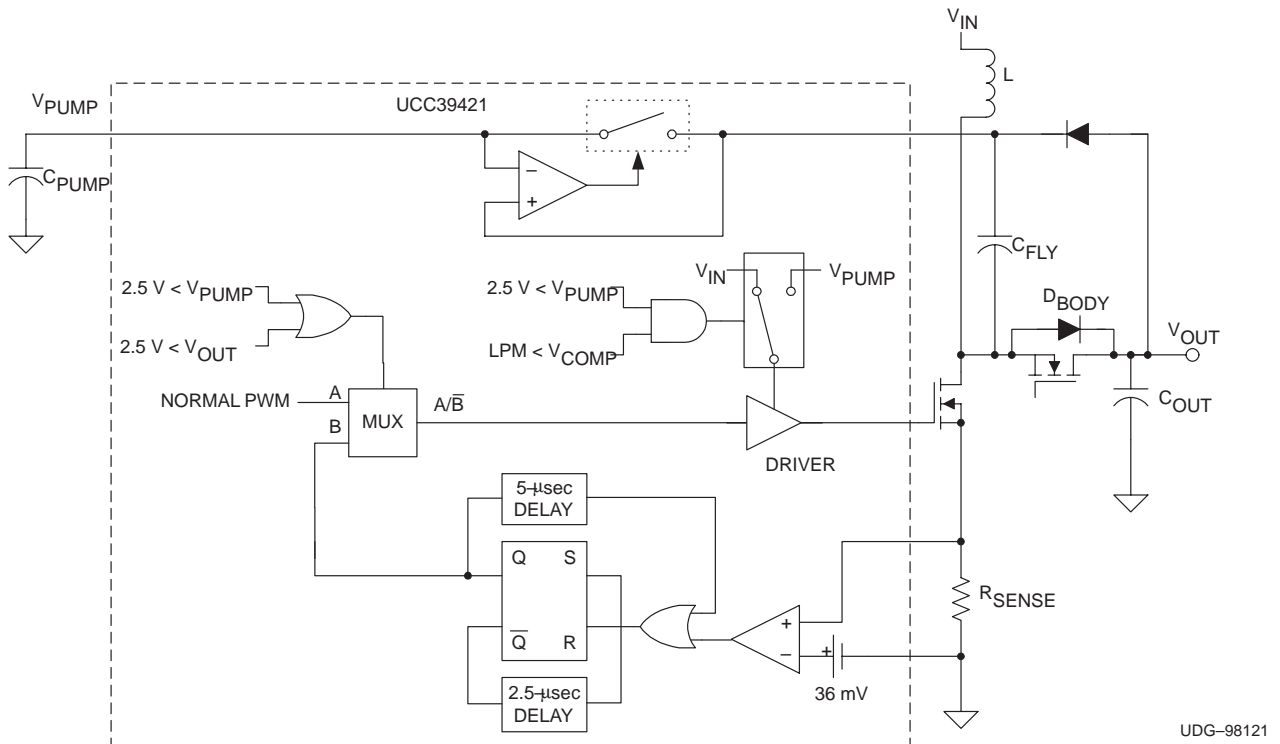 VIN
L
VPUMP
UCC39421
CPUMP
−
+
CFLY
2.5 V < VPUMP
2.5 V < VOUT
2.5 V < VPUMP
LPM < VCOMP
VIN
VPUMP
DBODY
VOUT
COUT
NORMAL PWM
A
B
MUX
A/B̅
DRIVER
5–μsec
DELAY
Q
S
Q̅
R
2.5–μsec
DELAY
+
−
+
36 mV
RSENSE
UDG–98121